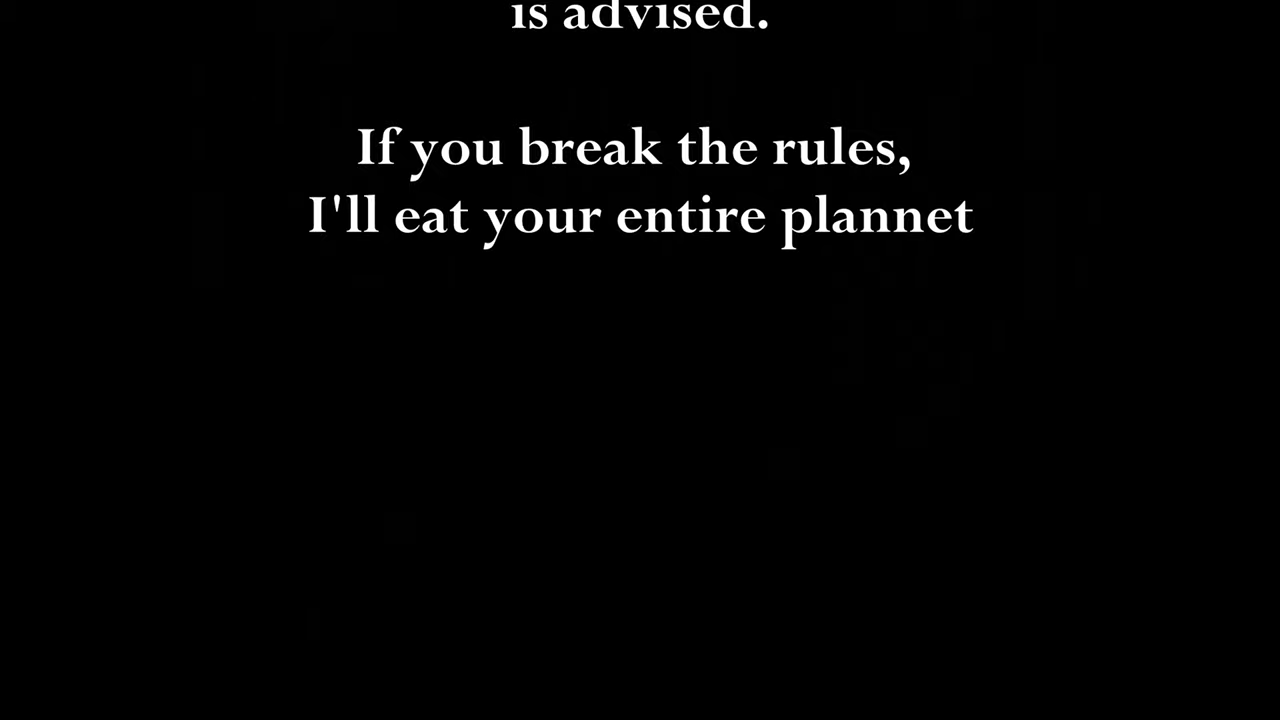 is advised.
If you break the rules,
I'll eat your entire plannet